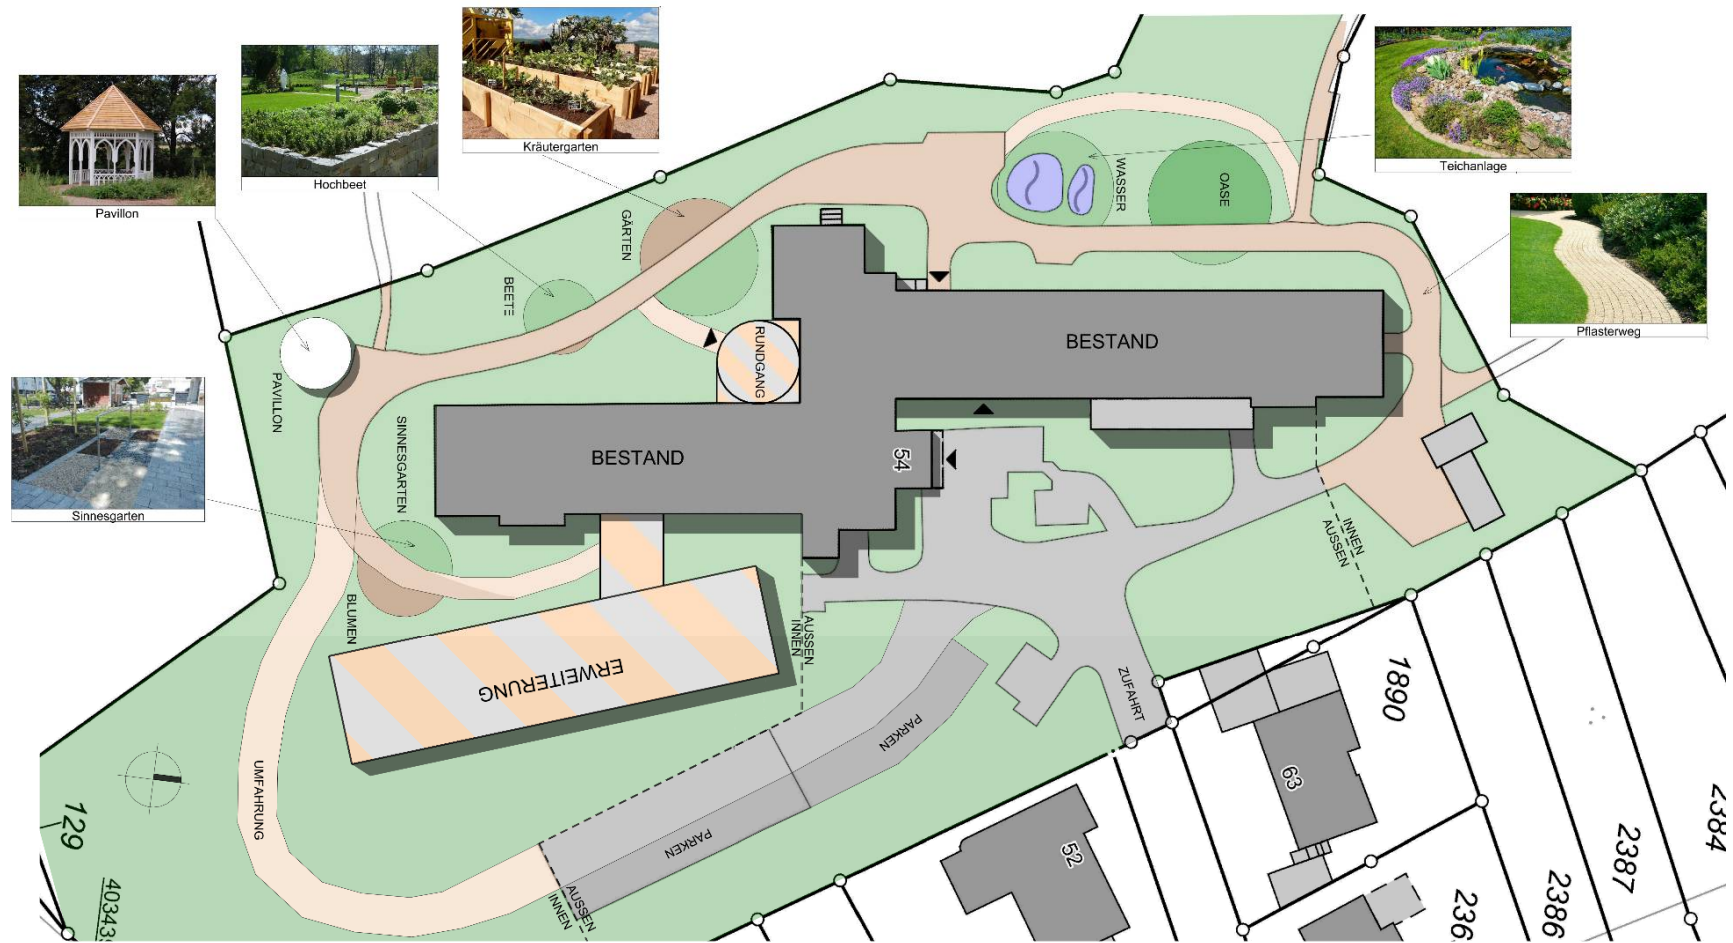 Kräutergarten
Hochbeet
Teichanlage
Pavillon
Pflasterweg
Sinnesgarten
WASSER
OASE
GÄRTEN
BEETE
RUNDGANG
BESTAND
PAVILLON
SINNESGARTEN
BESTAND
54
INNEN
AUSSEN
BLUMEN
AUSSEN
INNEN
ERWEITERUNG
ZUFAHRT
PARKEN
UMFAHRUNG
PARKEN
AUSSEN
INNEN
129
1890
63
52
2384
2387
2386